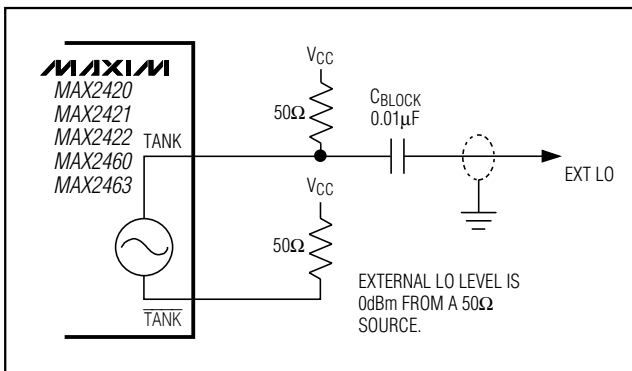 MAXIM
MAX2420
MAX2421
MAX2422
MAX2460
MAX2463
TANK
TANK
VCC
50Ω
VCC
50Ω
CBLOCK
0.01µF
EXT LO
EXTERNAL LO LEVEL IS
0dBm FROM A 50Ω
SOURCE.